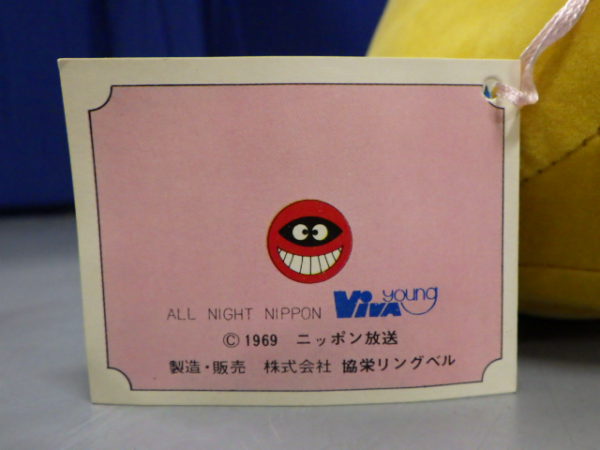 ALL NIGHT NIPPON ViVA young
© 1969 ニッポン放送
製造・販売 株式会社 協栄リングベル